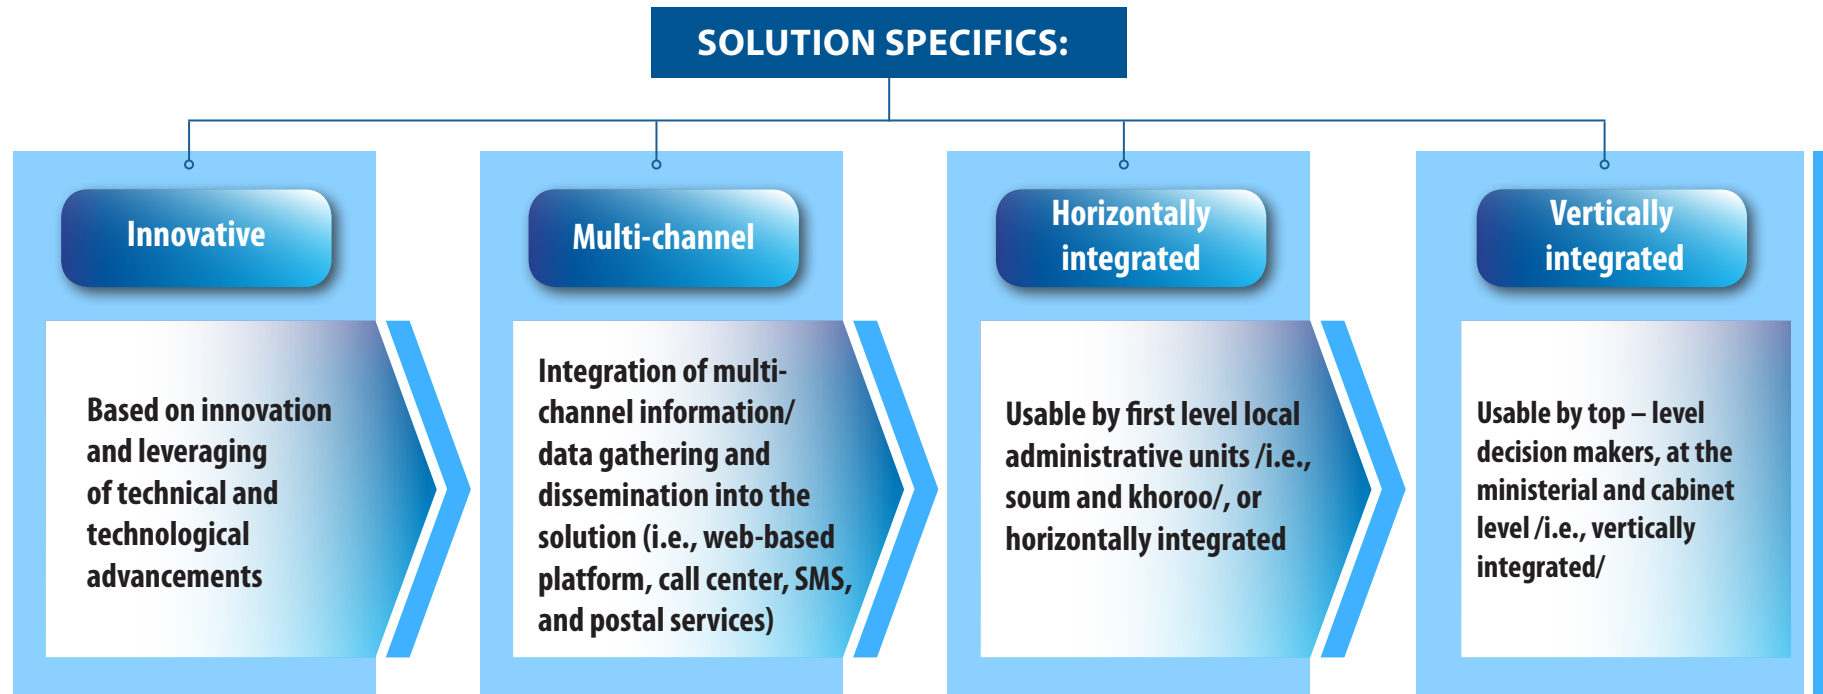 SOLUTION SPECIFICS:
Innovative
Based on innovation
and leveraging
of technical and
technological
advancements
Multi-channel
Integration of multi-
channel information/
data gathering and
dissemination into the
solution (i.e., web-based
platform, call center, SMS,
and postal services)
Horizontally
integrated
Usable by first level local
administrative units /i.e.,
soum and khoroo/, or
horizontally integrated
Vertically
integrated
Usable by top – level
decision makers, at the
ministerial and cabinet
level /i.e., vertically
integrated/